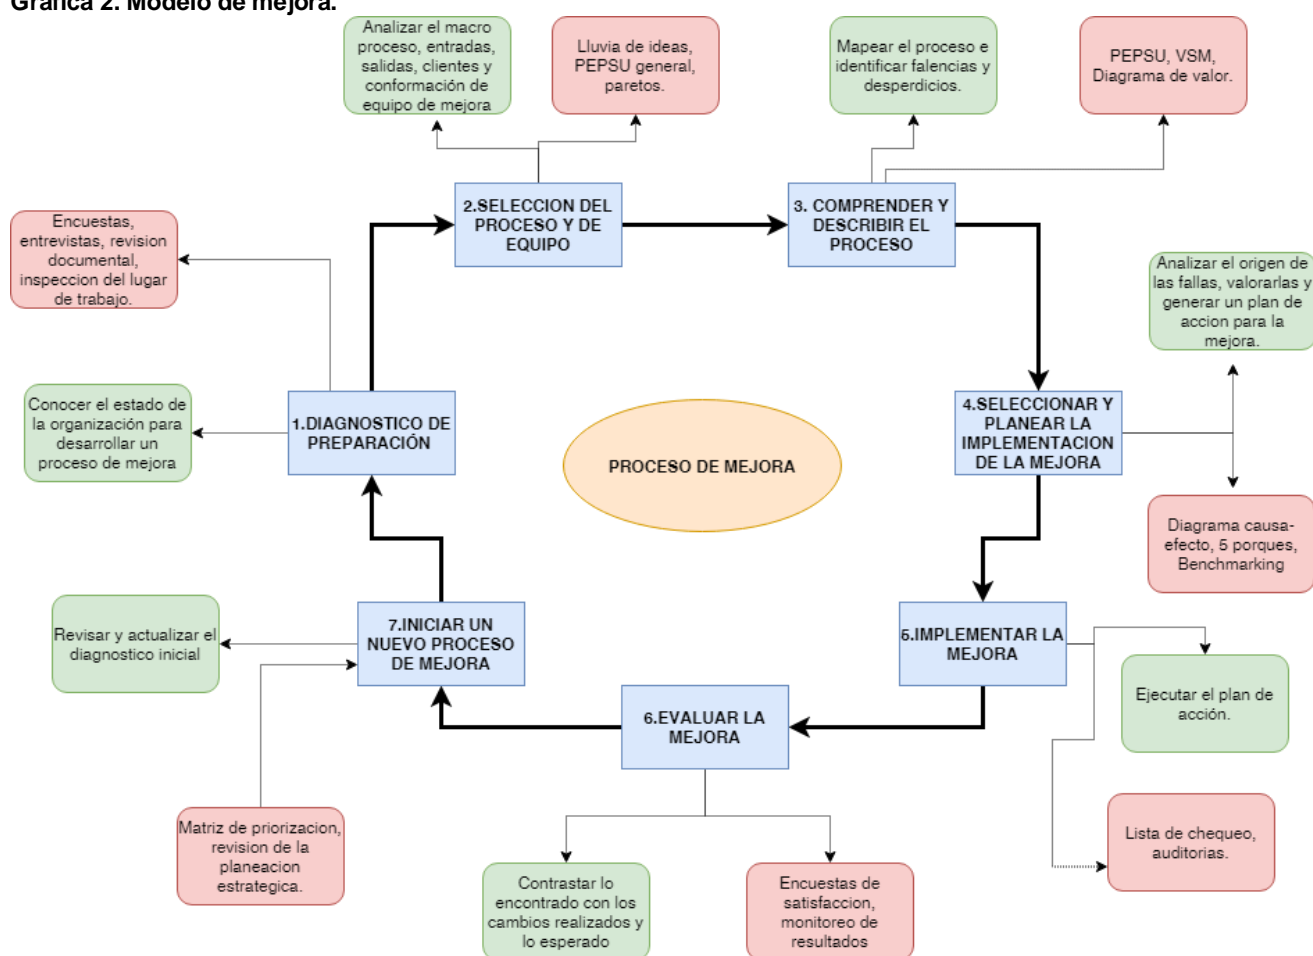 Gráfica 2. Modelo de mejora.
Analizar el macro
proceso, entradas,
salidas, clientes y
conformación de
equipo de mejora
Lluvia de ideas,
PEPSU general,
paretos.
Mapear el proceso e
identificar falencias y
desperdicios.
PEPSU, VSM,
Diagrama de valor.
2.SELECCION DEL
PROCESO Y DE
EQUIPO
3. COMPRENDER Y
DESCRIBIR EL
PROCESO
Encuestas,
entrevistas, revision
documental,
inspeccion del lugar
de trabajo.
Analizar el origen de
las fallas, valorarlas y
generar un plan de
accion para la
mejora.
Conocer el estado de
la organización para
desarrollar un
proceso de mejora
1.DIAGNOSTICO DE
PREPARACIÓN
4.SELECCIONAR Y
PLANEAR LA
IMPLEMENTACION
DE LA MEJORA
PROCESO DE MEJORA
Diagrama causa-
efecto, 5 porques,
Benchmarking
Revisar y actualizar el
diagnostico inicial
7.INICIAR UN
NUEVO PROCESO
DE MEJORA
5.IMPLEMENTAR LA
MEJORA
Ejecutar el plan de
acción.
6.EVALUAR LA
MEJORA
Matriz de priorizacion,
revision de la
planeacion
estrategica.
Lista de chequeo,
auditorias.
Contrastar lo
encontrado con los
cambios realizados y
lo esperado
Encuestas de
satisfaccion,
monitoreo de
resultados